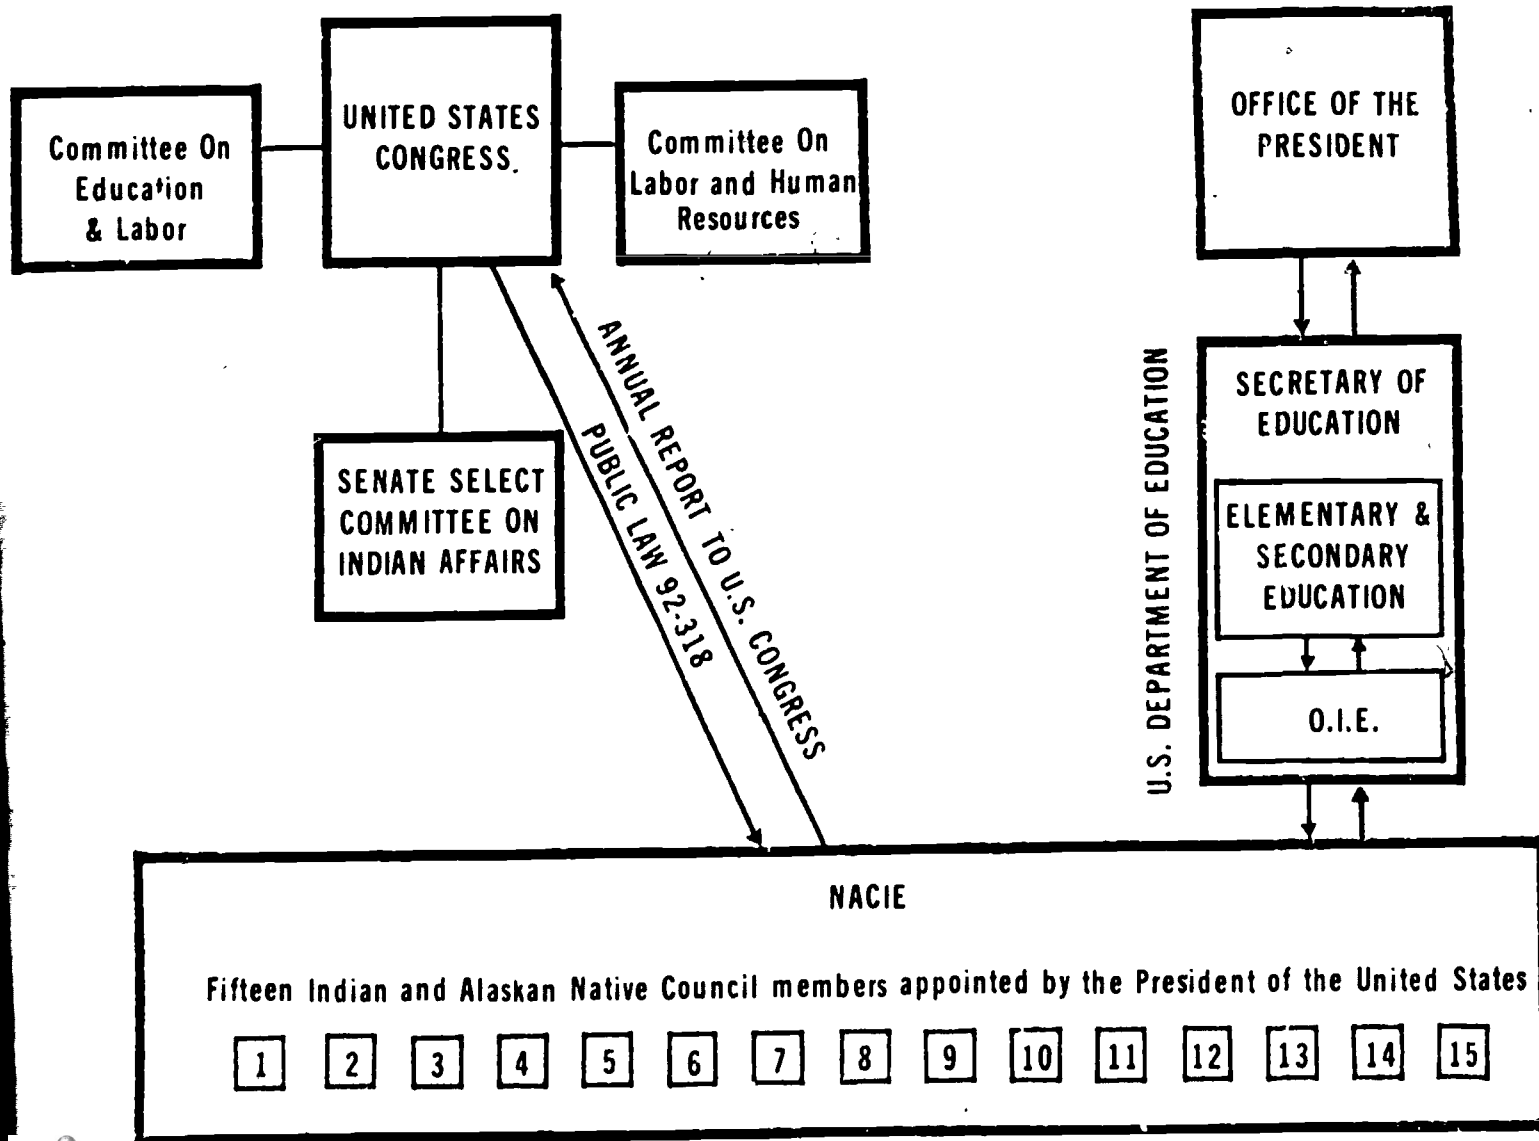 Committee On
Education
& Labor
UNITED STATES
CONGRESS.
Committee On
Labor and Human
Resources
OFFICE OF THE
PRESIDENT
SENATE SELECT
COMMITTEE ON
INDIAN AFFAIRS
ANNUAL REPORT TO U.S. CONGRESS
PUBLIC LAW 92-318
U.S. DEPARTMENT OF EDUCATION
SECRETARY OF
EDUCATION
ELEMENTARY &
SECONDARY
EDUCATION
O.I.E.
NACIE
Fifteen Indian and Alaskan Native Council members appointed by the President of the United States
1 2 3 4 5 6 7 8 9 10 11 12 13 14 15